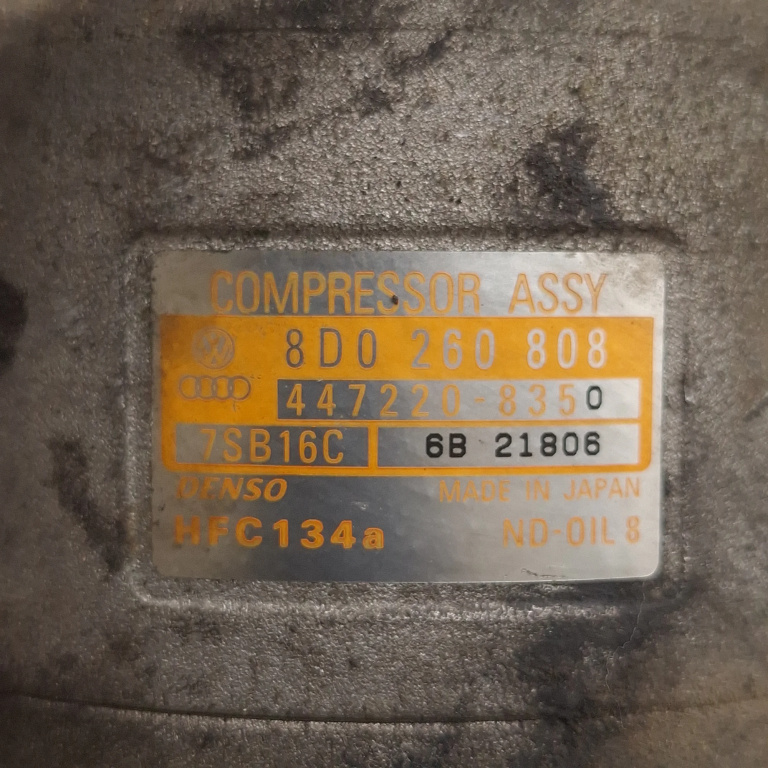 COMPRESSOR ASSY
8D0 260 808
447220-8350
7SB16C 6B 21806
DENSO MADE IN JAPAN
HFC134a ND-OIL 8